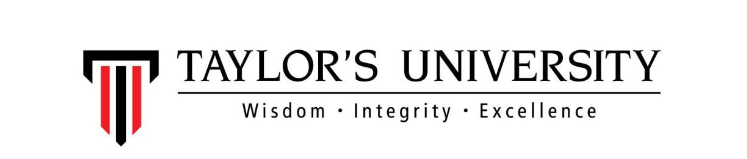 TAYLOR'S UNIVERSITY
Wisdom · Integrity · Excellence